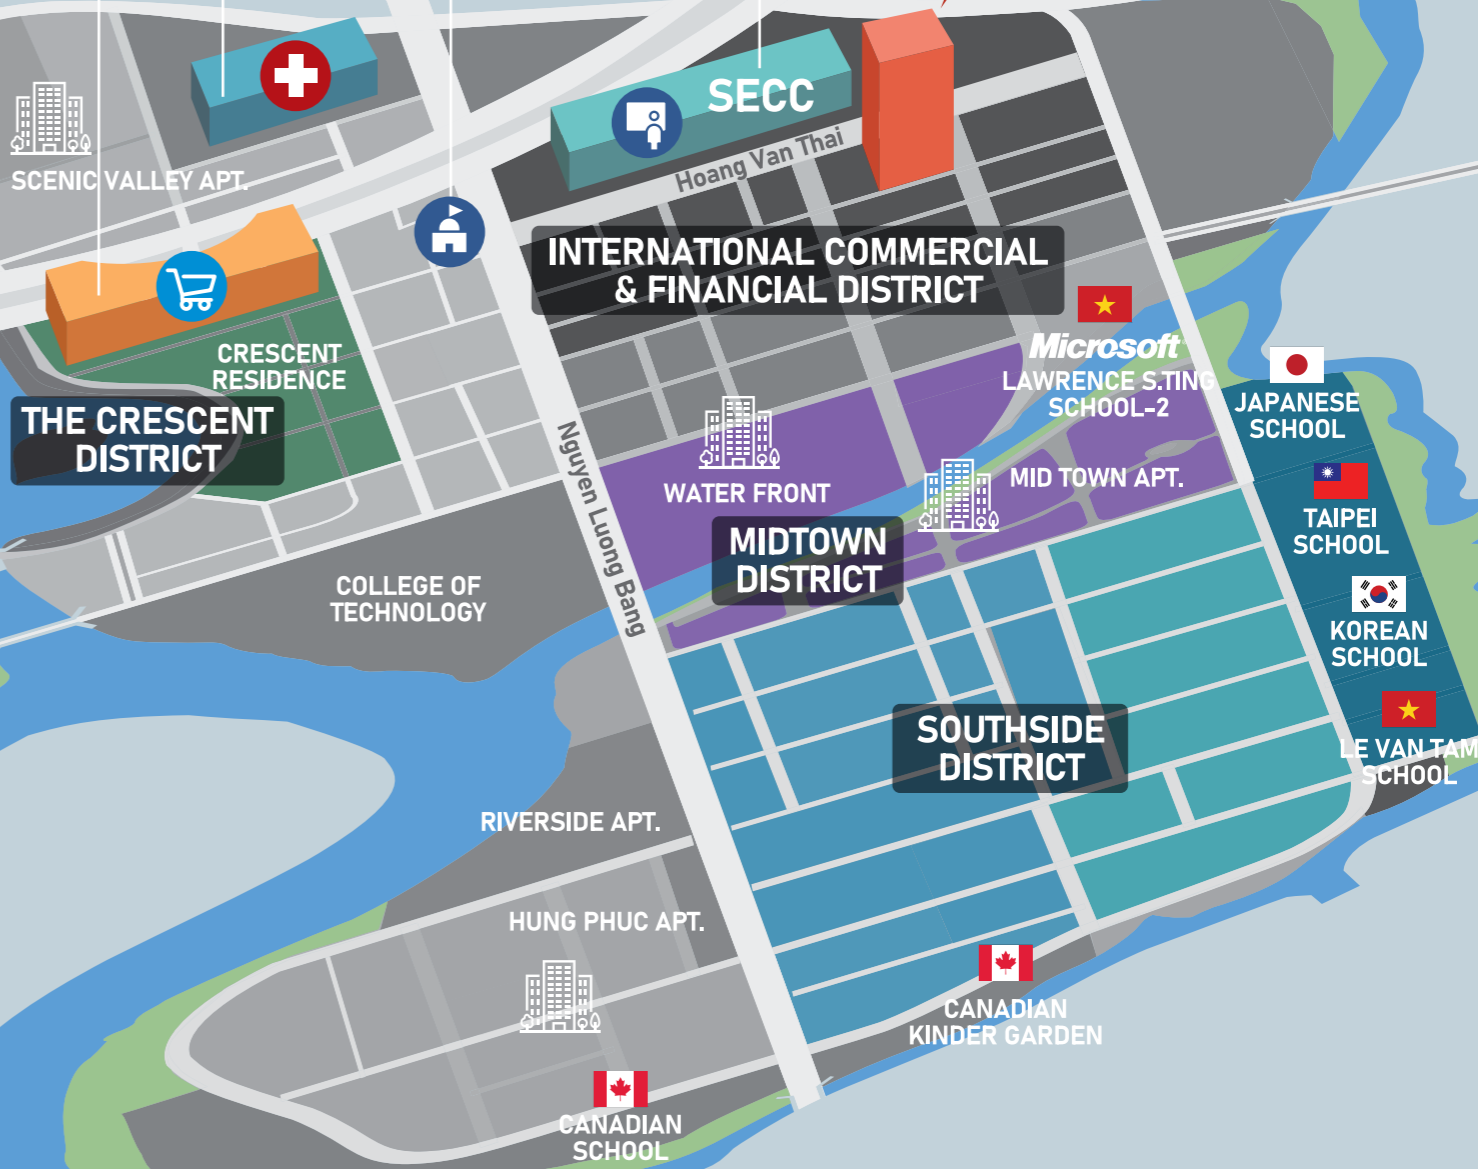 SECC
Hoang Van Thai
SCENIC VALLEY APT.
INTERNATIONAL COMMERCIAL
& FINANCIAL DISTRICT
CRESCENT
RESIDENCE
Microsoft
LAWRENCE S.TING
SCHOOL-2
JAPANESE
SCHOOL
THE CRESCENT
DISTRICT
Nguyen Luong Bang
WATER FRONT
MID TOWN APT.
TAIPEI
SCHOOL
MIDTOWN
DISTRICT
COLLEGE OF
TECHNOLOGY
KOREAN
SCHOOL
SOUTHSIDE
DISTRICT
LE VAN TAM
SCHOOL
RIVERSIDE APT.
HUNG PHUC APT.
CANADIAN
KINDER GARDEN
CANADIAN
SCHOOL